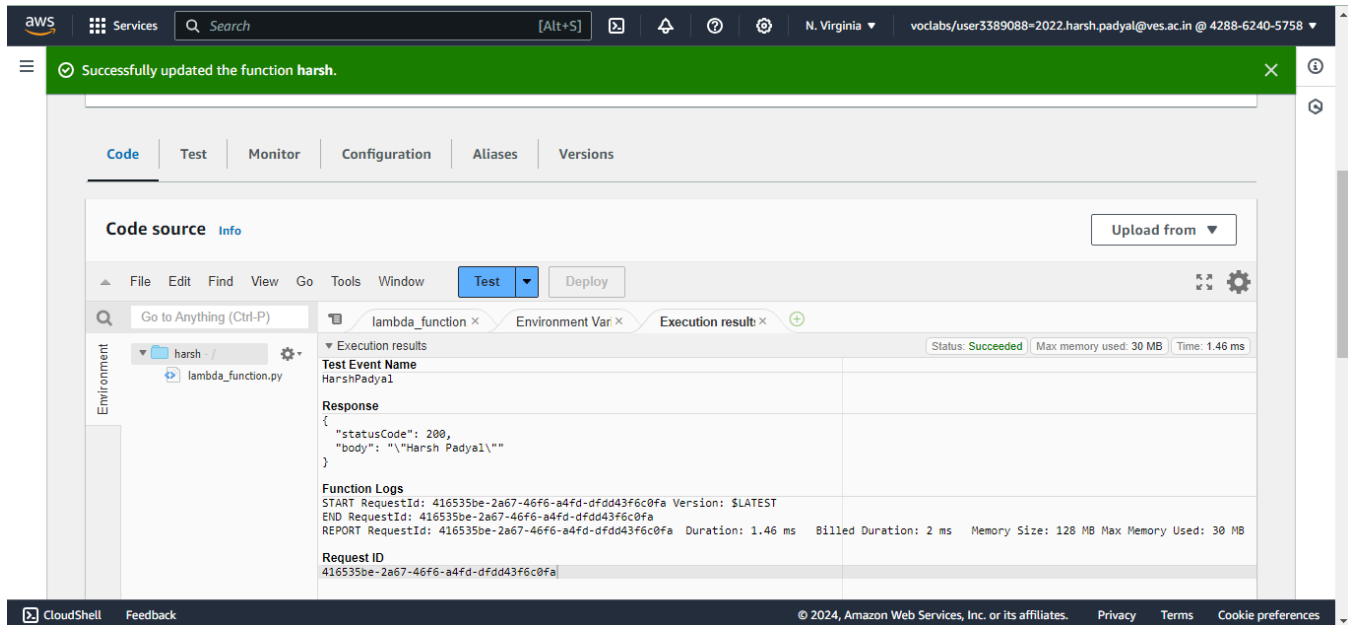 aws Services Search [Alt+S] N. Virginia ▼ voclabs/user3389088=2022.harsh.padyal@ves.ac.in @ 4288-6240-5758 ▼
Successfully updated the function harsh.
Code Test Monitor Configuration Aliases Versions
Code source Info Upload from ▼
File Edit Find View Go Tools Window Test Deploy
Go to Anything (Ctrl-P) lambda_function × Environment Vari × Execution results ×
Environment
harsh - /
lambda_function.py
▼ Execution results Status: Succeeded Max memory used: 30 MB Time: 1.46 ms
Test Event Name
HarshPadyal
Response
{
"statusCode": 200,
"body": "\"Harsh Padyal\""
}
Function Logs
START RequestId: 416535be-2a67-46f6-a4fd-dfdd43f6c0fa Version: $LATEST
END RequestId: 416535be-2a67-46f6-a4fd-dfdd43f6c0fa
REPORT RequestId: 416535be-2a67-46f6-a4fd-dfdd43f6c0fa Duration: 1.46 ms Billed Duration: 2 ms Memory Size: 128 MB Max Memory Used: 30 MB
Request ID
416535be-2a67-46f6-a4fd-dfdd43f6c0fa
CloudShell Feedback © 2024, Amazon Web Services, Inc. or its affiliates. Privacy Terms Cookie preferences